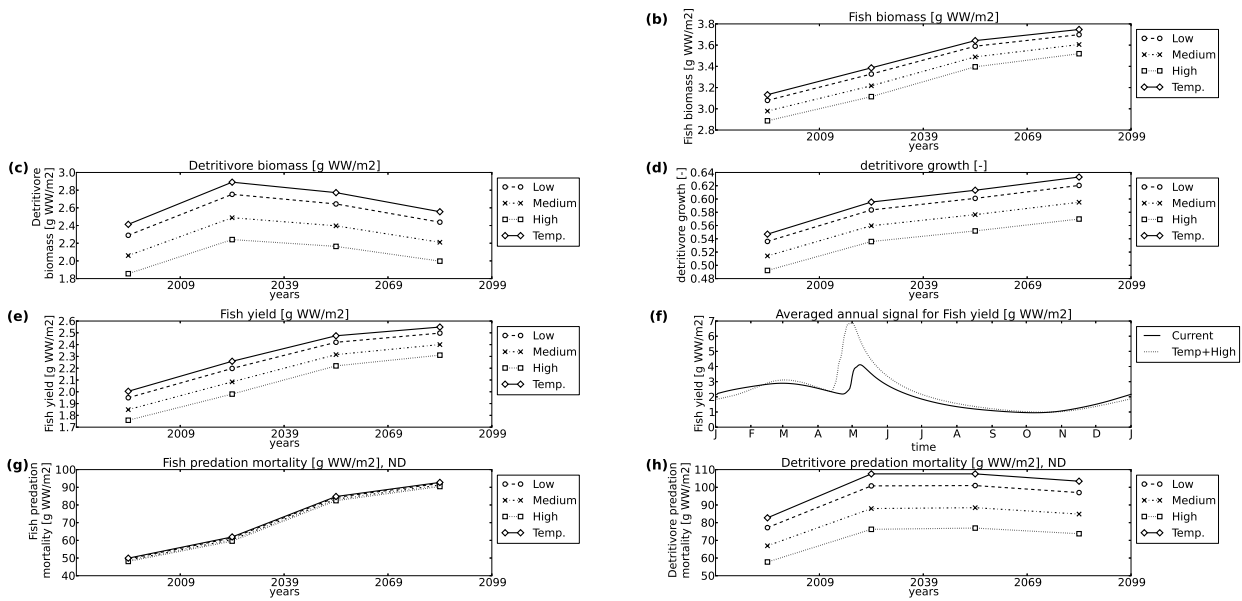 (b)
Fish biomass [g WW/m2]
Fish biomass [g WW/m2]
3.8
3.6
3.4
3.2
3.0
2.8
2009
2039
2069
2099
years
Low
Medium
High
Temp.
(c)
Detritivore biomass [g WW/m2]
Detritivore
biomass [g WW/m2]
3.0
2.8
2.6
2.4
2.2
2.0
1.8
2009
2039
2069
2099
years
Low
Medium
High
Temp.
(d)
detritivore growth [-]
detritivore growth [-]
0.64
0.62
0.60
0.58
0.56
0.54
0.52
0.50
0.48
2009
2039
2069
2099
years
Low
Medium
High
Temp.
(e)
Fish yield [g WW/m2]
Fish yield [g WW/m2]
2.6
2.5
2.4
2.3
2.2
2.1
2.0
1.9
1.8
1.7
2009
2039
2069
2099
years
Low
Medium
High
Temp.
(f)
Averaged annual signal for Fish yield [g WW/m2]
Fish yield [g WW/m2]
7
6
5
4
3
2
1
0
J F M A M J J A S O N D J
time
Current
Temp+High
(g)
Fish predation mortality [g WW/m2], ND
Fish predation
mortality [g WW/m2]
100
90
80
70
60
50
40
2009
2039
2069
2099
years
Low
Medium
High
Temp.
(h)
Detritivore predation mortality [g WW/m2], ND
Detritivore predation
mortality [g WW/m2]
110
100
90
80
70
60
50
2009
2039
2069
2099
years
Low
Medium
High
Temp.